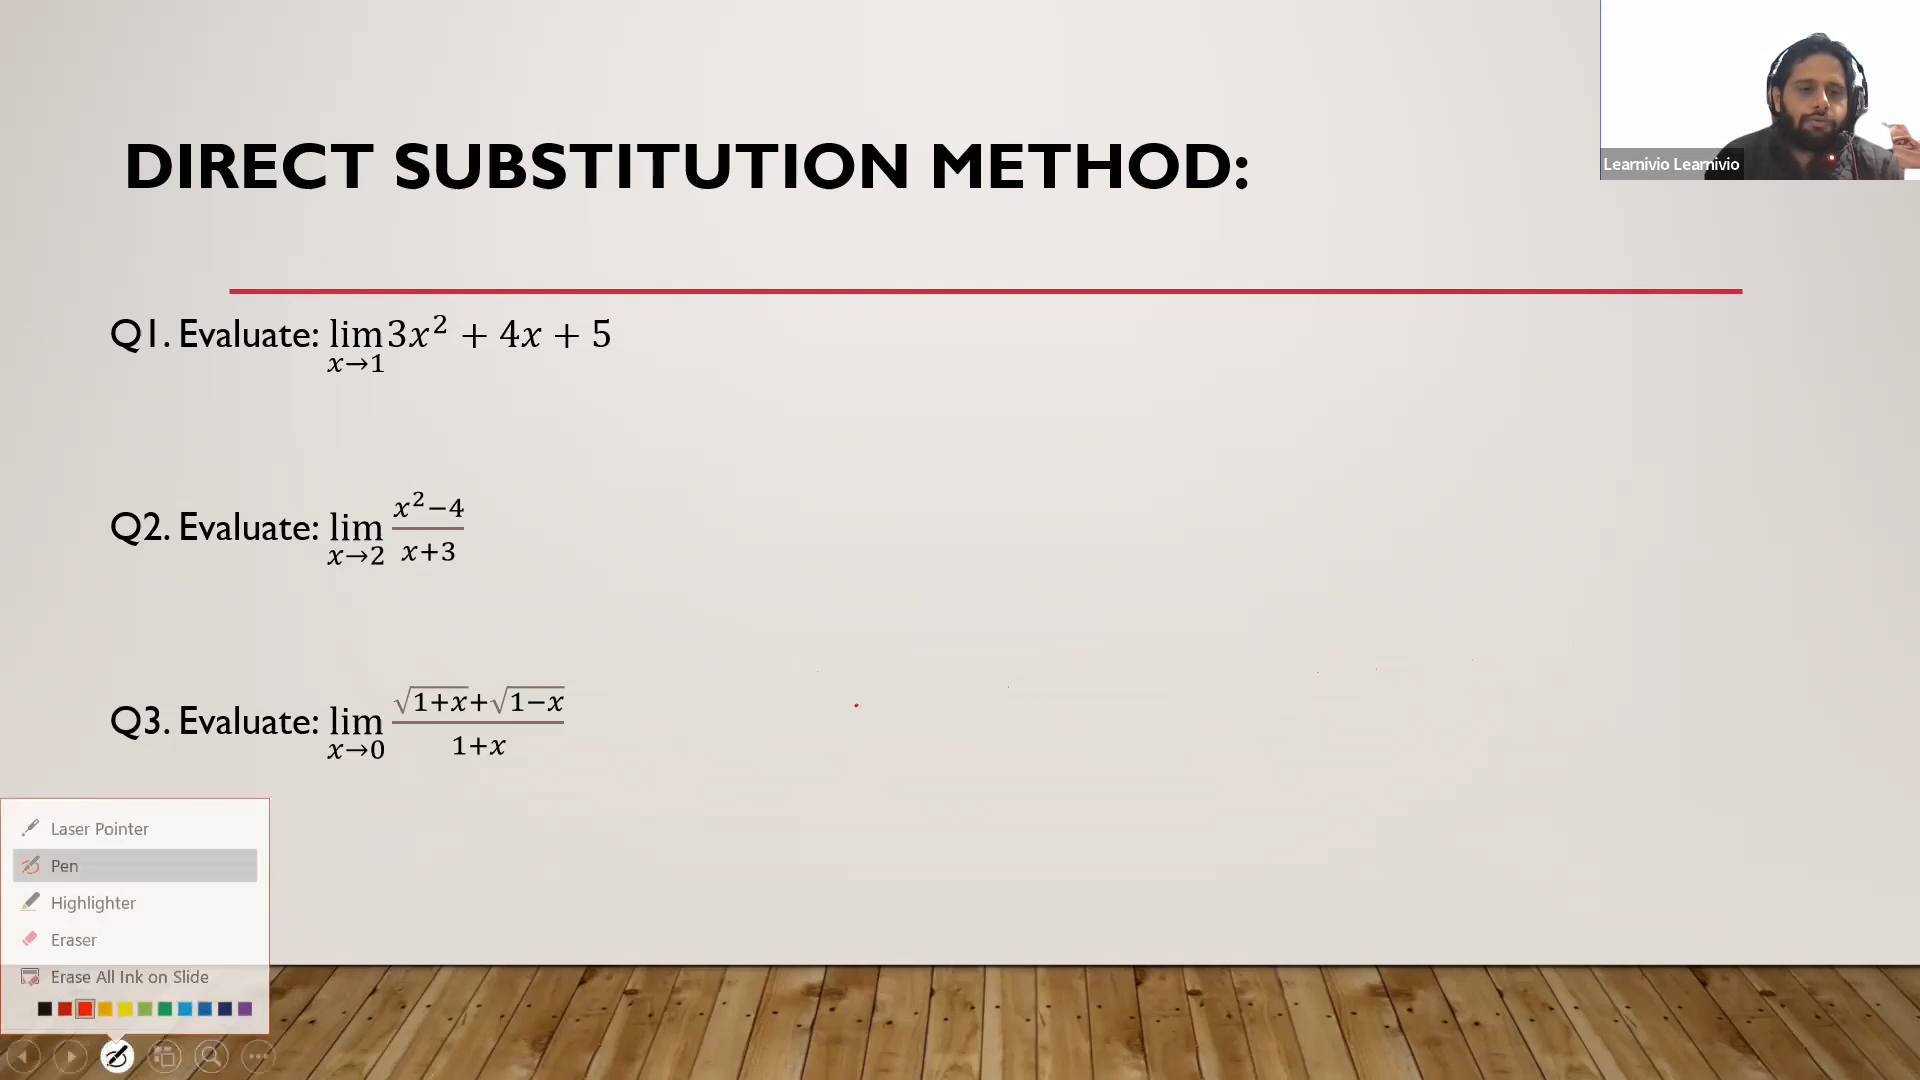 Learnivio Learnivio
DIRECT SUBSTITUTION METHOD:
Q1. Evaluate: lim x→1 3x² + 4x + 5
Q2. Evaluate: lim x→2 (x²−4)/(x+3)
Q3. Evaluate: lim x→0 (√(1+x)+√(1−x))/(1+x)
Laser Pointer
Pen
Highlighter
Eraser
Erase All Ink on Slide